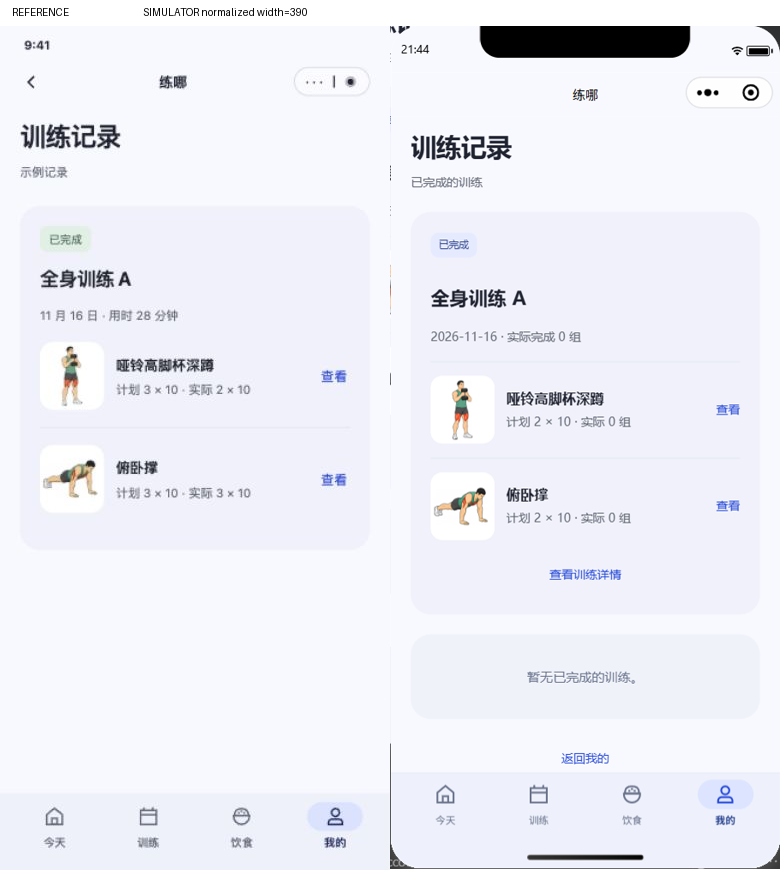 REFERENCE
SIMULATOR normalized width=390
9:41
练哪
训练记录
示例记录
已完成
全身训练 A
11 月 16 日 · 用时 28 分钟
哑铃高脚杯深蹲
计划 3 × 10 · 实际 2 × 10
查看
俯卧撑
计划 3 × 10 · 实际 3 × 10
查看
今天
训练
饮食
我的
21:44
练哪
训练记录
已完成的训练
已完成
全身训练 A
2026-11-16 · 实际完成 0 组
哑铃高脚杯深蹲
计划 2 × 10 · 实际 0 组
查看
俯卧撑
计划 2 × 10 · 实际 0 组
查看
查看训练详情
暂无已完成的训练。
返回我的
今天
训练
饮食
我的